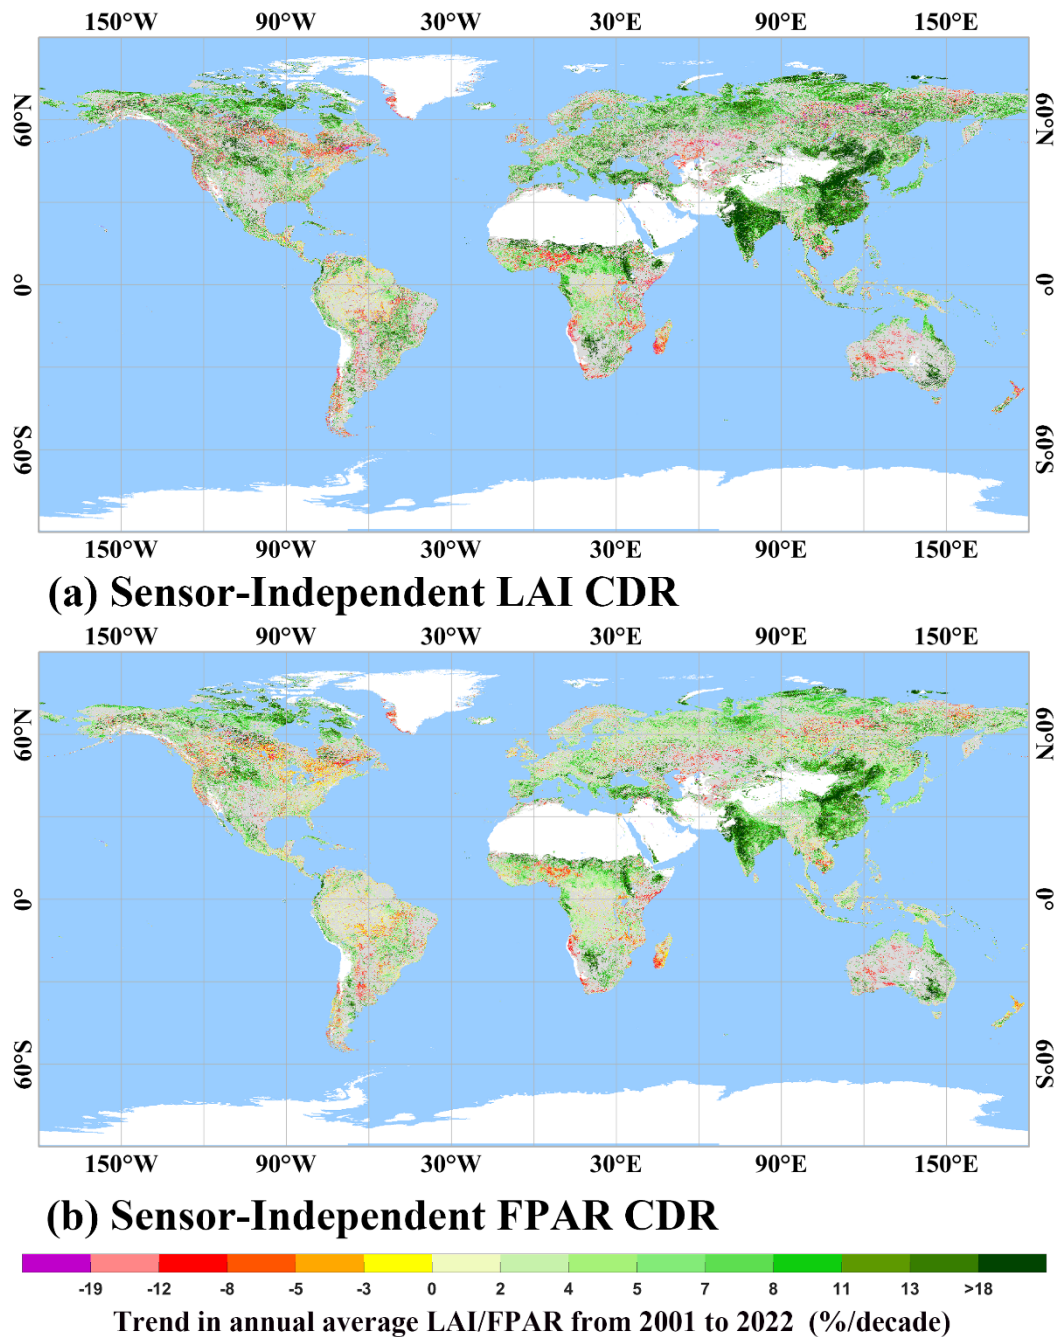 150°W 90°W 30°W 30°E 90°E 150°E
60°N 60°N
0° 0°
60°S 60°S
150°W 90°W 30°W 30°E 90°E 150°E
(a) Sensor-Independent LAI CDR
150°W 90°W 30°W 30°E 90°E 150°E
60°N 60°N
0° 0°
60°S 60°S
150°W 90°W 30°W 30°E 90°E 150°E
(b) Sensor-Independent FPAR CDR
-19 -12 -8 -5 -3 0 2 4 5 7 8 11 13 >18
Trend in annual average LAI/FPAR from 2001 to 2022 (%/decade)